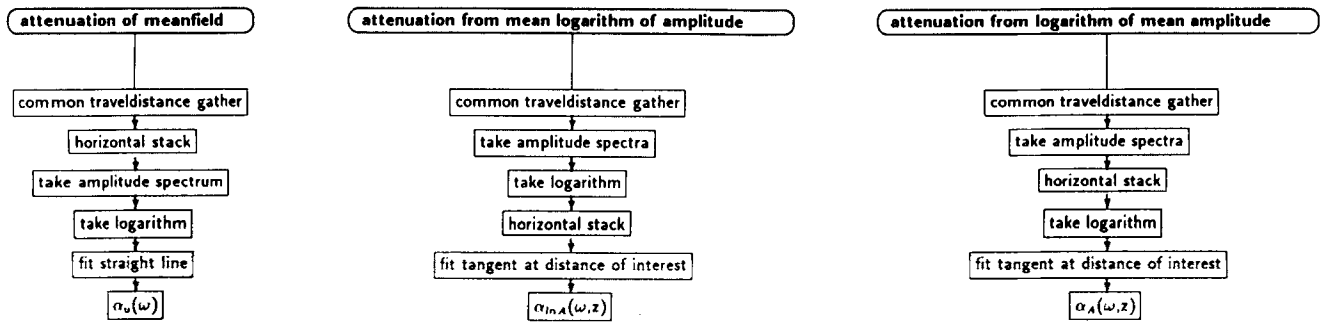 attenuation of meanfield
common traveldistance gather
horizontal stack
take amplitude spectrum
take logarithm
fit straight line
αᵤ(ω)
attenuation from mean logarithm of amplitude
common traveldistance gather
take amplitude spectra
take logarithm
horizontal stack
fit tangent at distance of interest
α_{ln A}(ω,z)
attenuation from logarithm of mean amplitude
common traveldistance gather
take amplitude spectra
horizontal stack
take logarithm
fit tangent at distance of interest
α_A(ω,z)